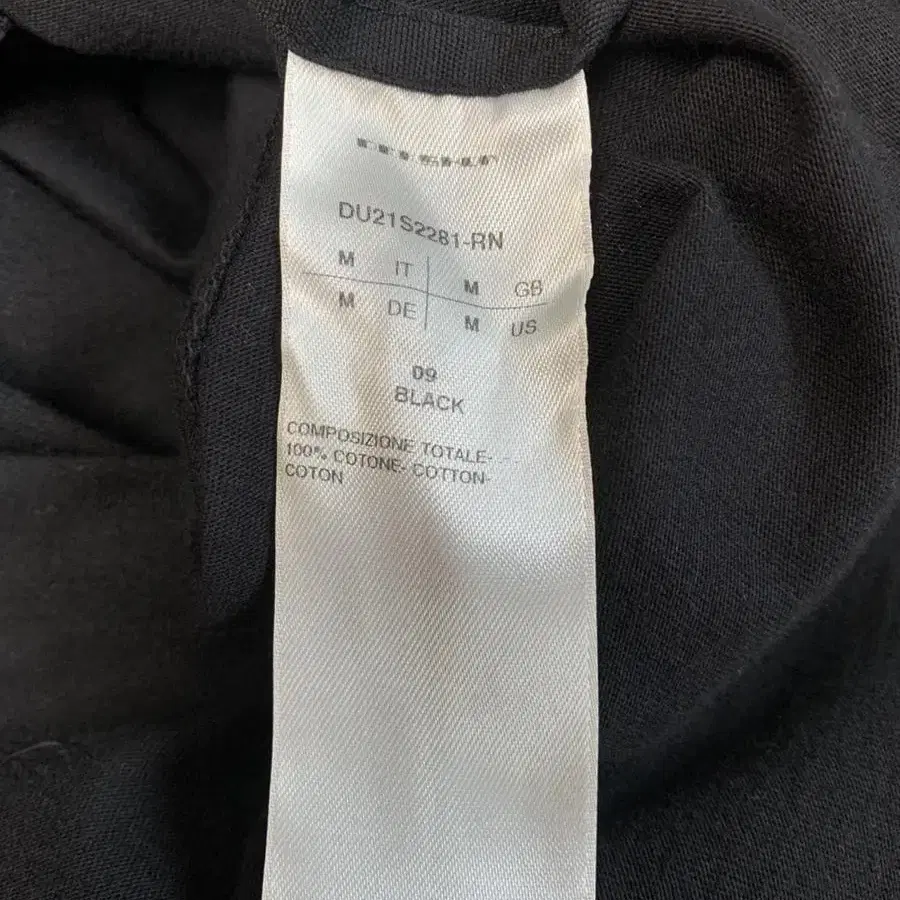 DU21S2281-RN
M IT M GB
M DE M US
09
BLACK
COMPOSIZIONE TOTALE-
100% COTONE- COTTON-
COTON